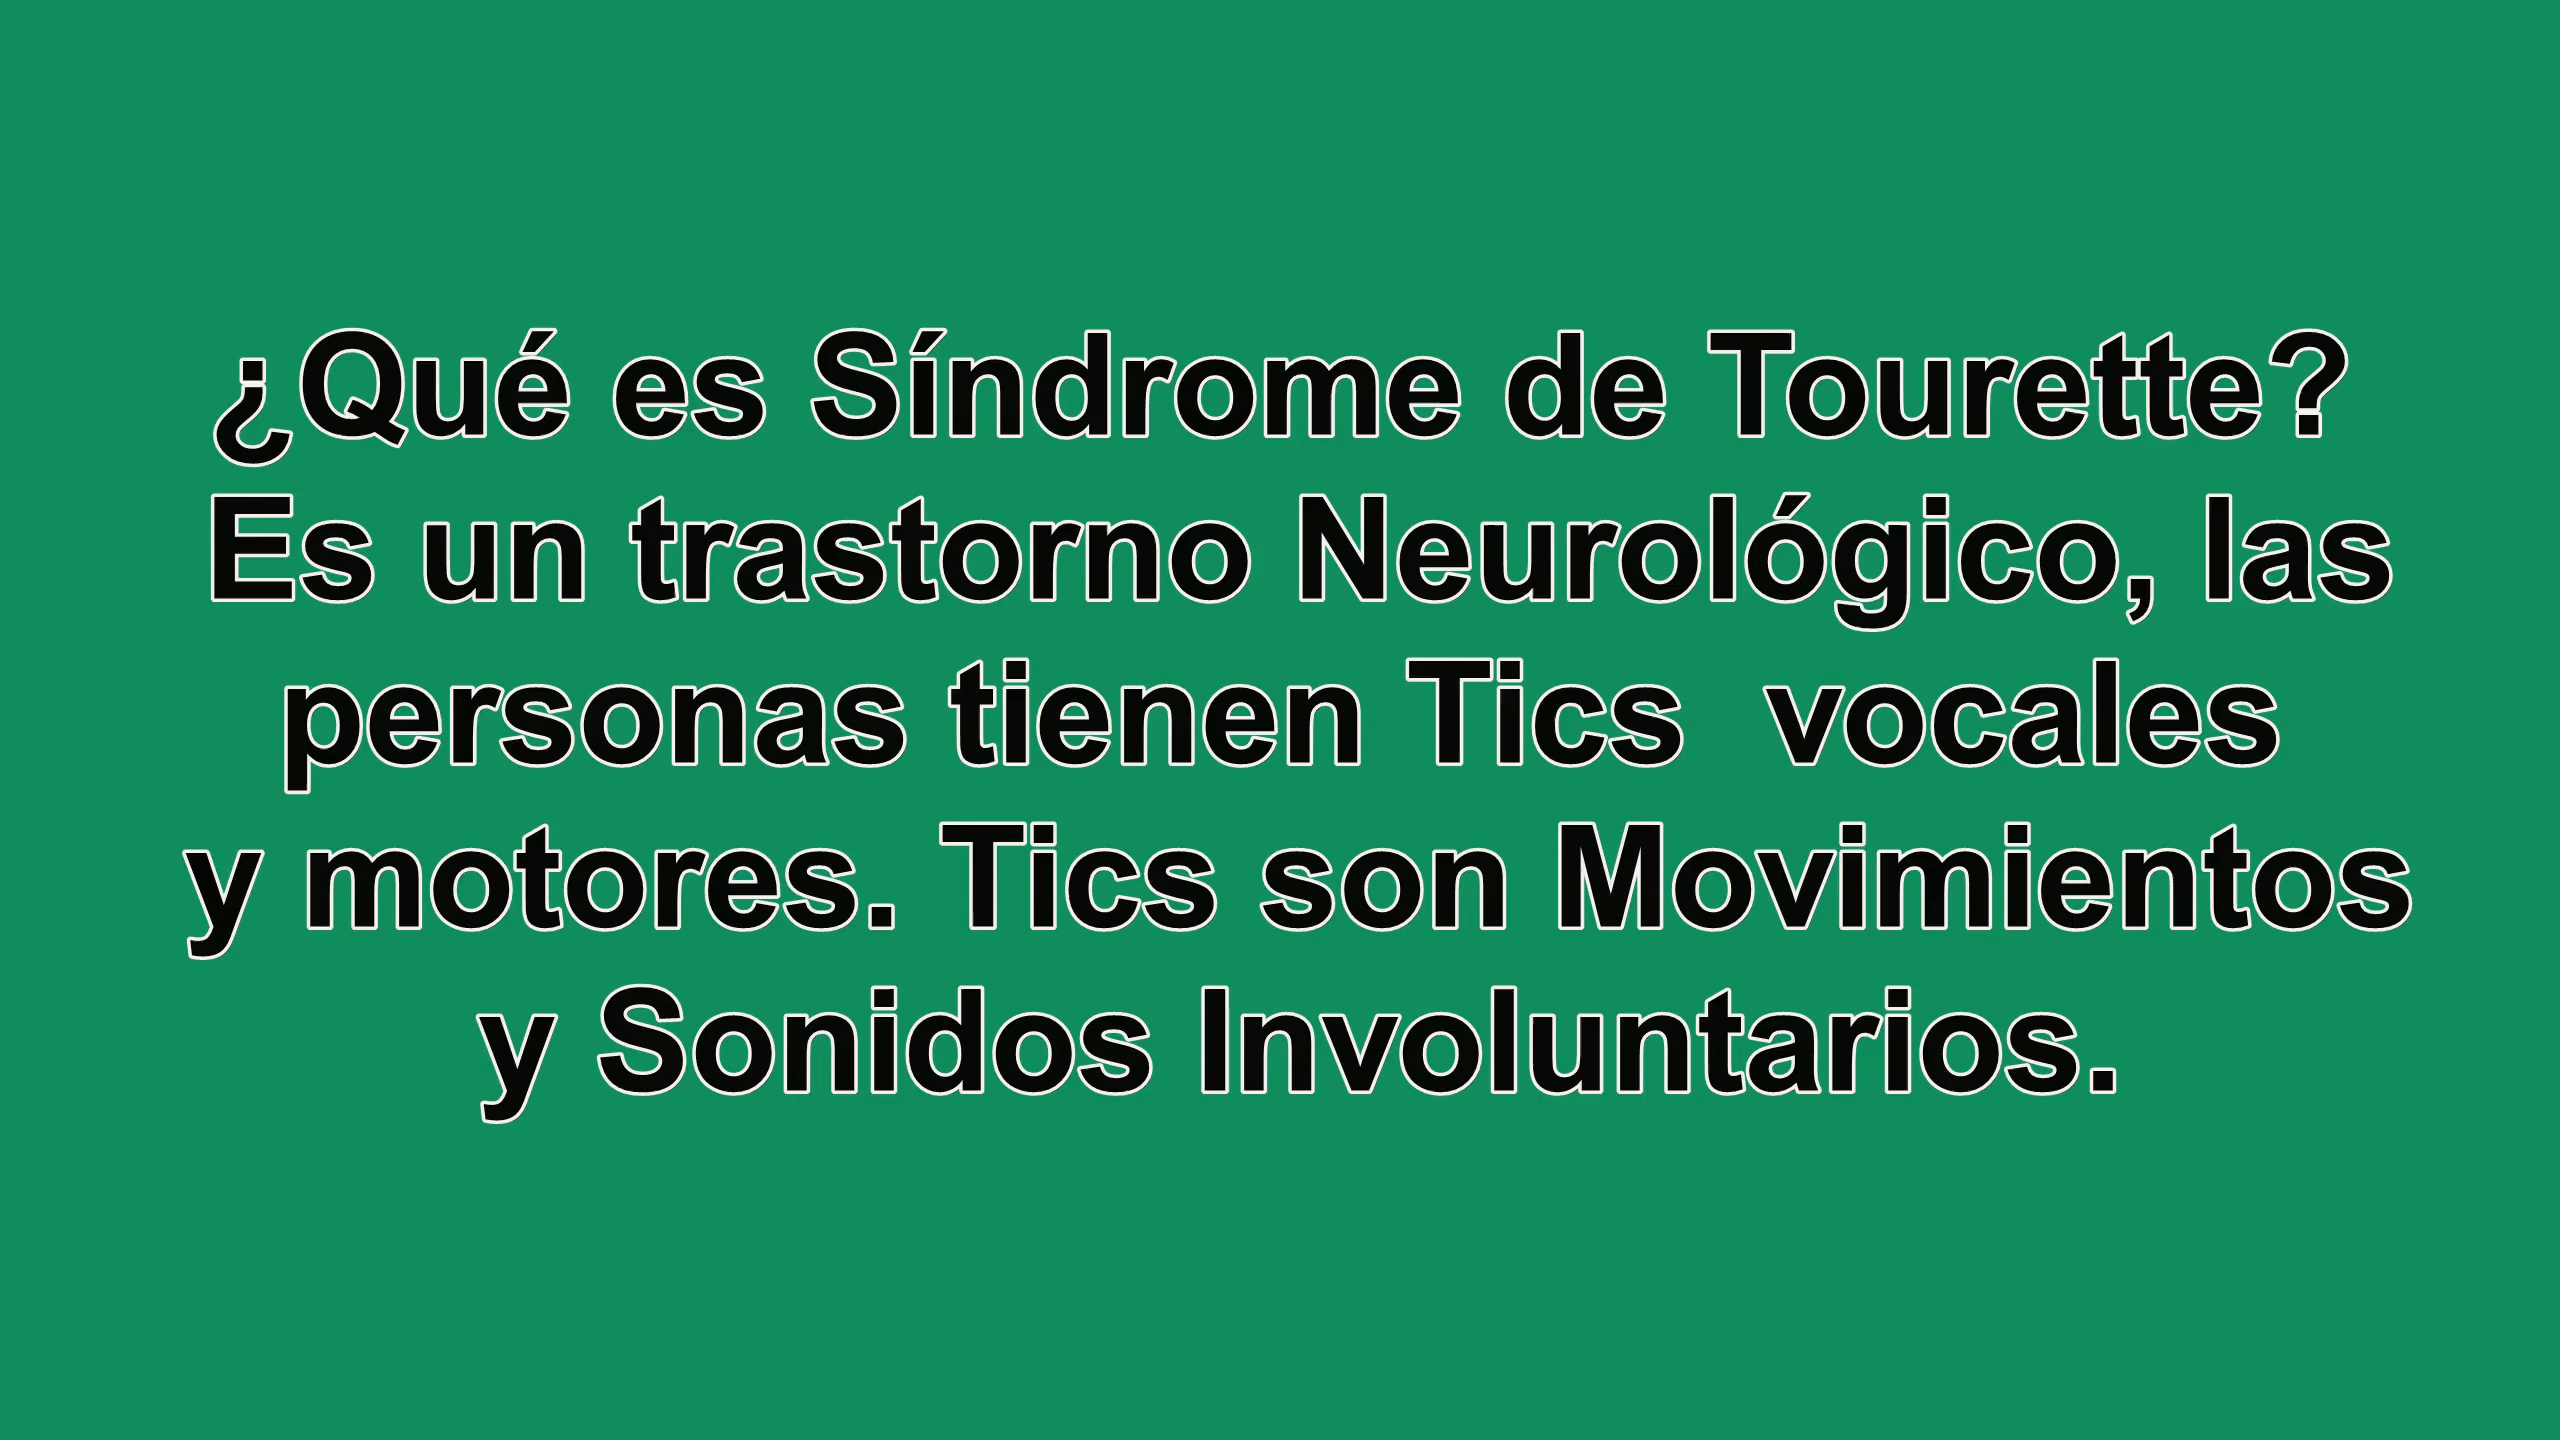 ¿Qué es Síndrome de Tourette?
Es un trastorno Neurológico, las
personas tienen Tics  vocales
y motores. Tics son Movimientos
y Sonidos Involuntarios.